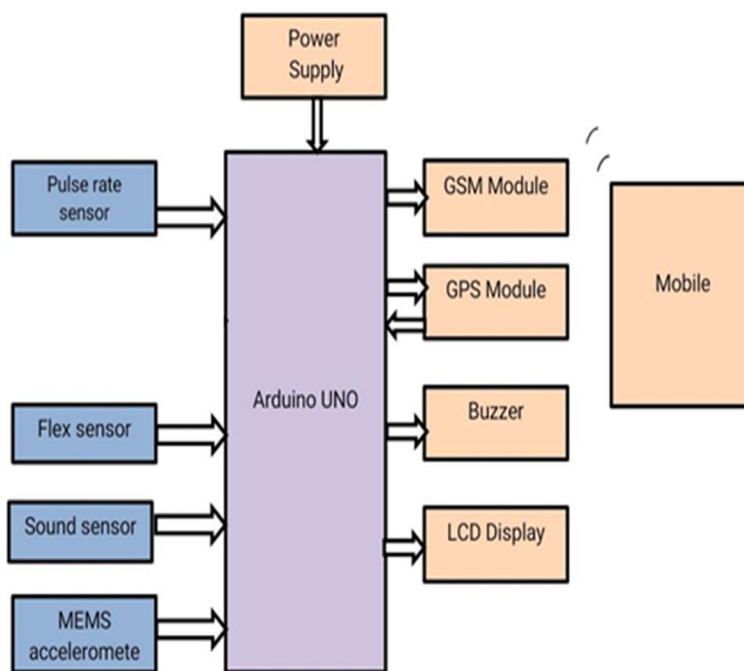 Power
Supply
Pulse rate
sensor
GSM Module
GPS Module
Mobile
Arduino UNO
Flex sensor
Buzzer
Sound sensor
LCD Display
MEMS
acceleromete